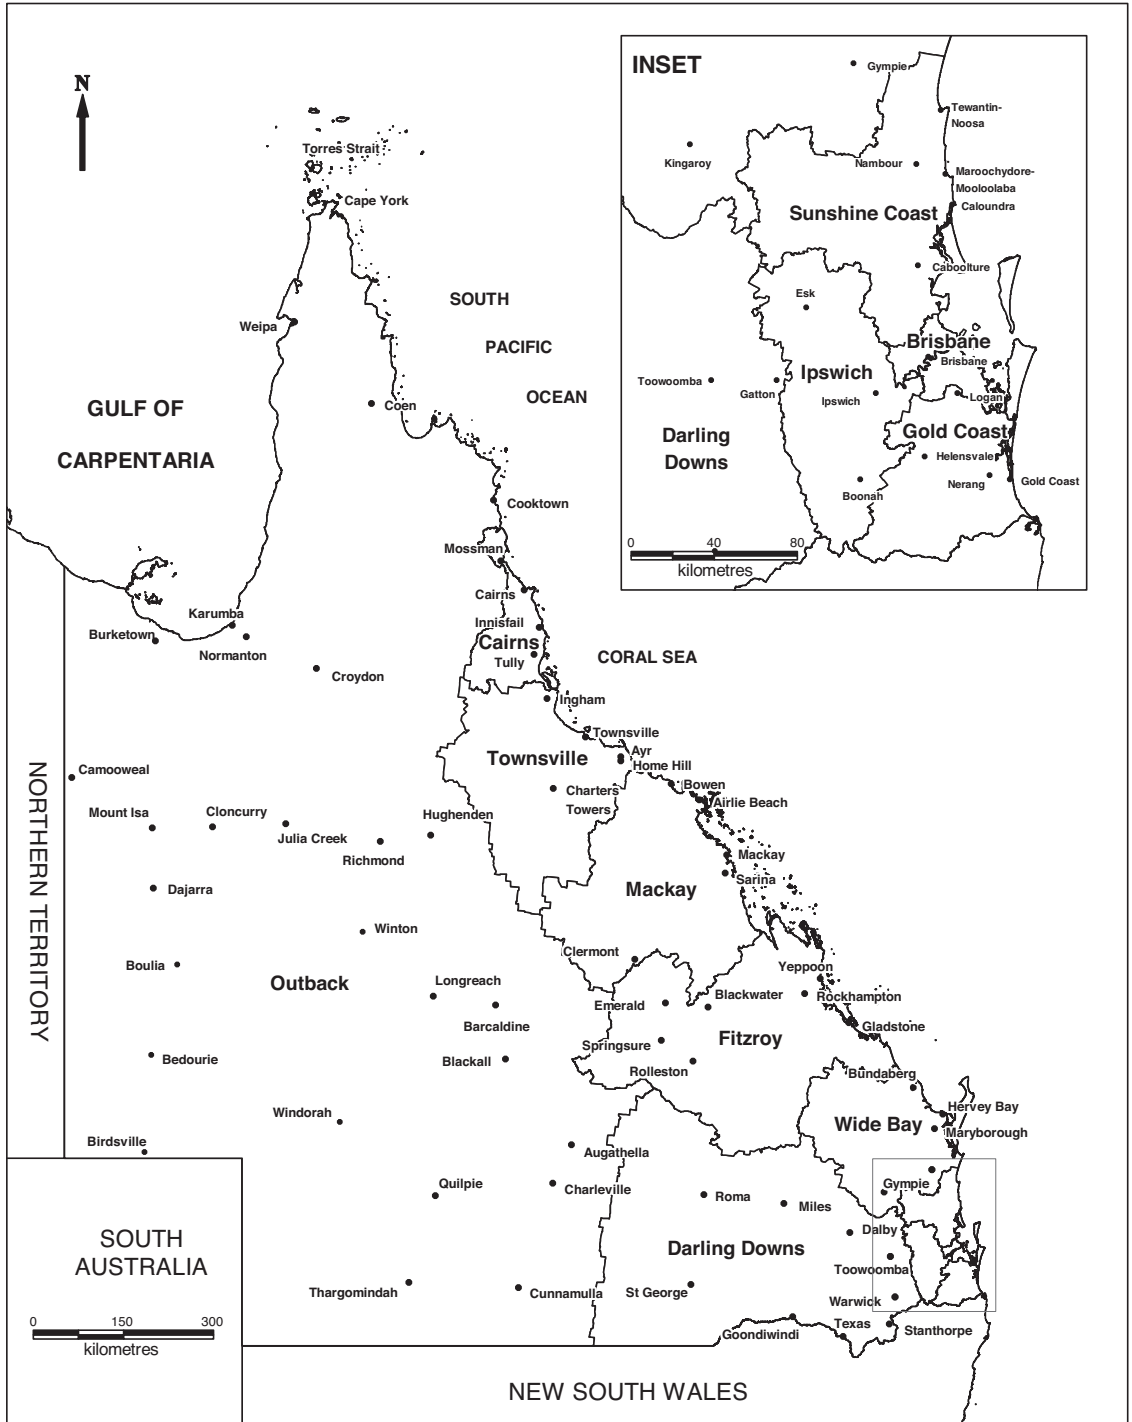 N
Torres Strait
Cape York
SOUTH
PACIFIC
OCEAN
Weipa
GULF OF
CARPENTARIA
Coen
Cooktown
Mossman
Cairns
Innisfail
Cairns
Tully
CORAL SEA
Karumba
Burketown
Normanton
Croydon
Ingham
Townsville
Townsville
Ayr
Home Hill
Bowen
Airlie Beach
Charters
Towers
Camooweal
Mount Isa
Cloncurry
Julia Creek
Richmond
Hughenden
NORTHERN TERRITORY
Dajarra
Mackay
Sarina
Mackay
Winton
Clermont
Boulia
Outback
Longreach
Barcaldine
Yeppoon
Emerald
Blackwater
Rockhampton
Gladstone
Fitzroy
Springsure
Rolleston
Bedourie
Blackall
Bundaberg
Windorah
Wide Bay
Hervey Bay
Maryborough
Birdsville
Augathella
Quilpie
Charleville
Roma
Miles
Gympie
Dalby
Darling Downs
Toowoomba
SOUTH
AUSTRALIA
Thargomindah
Cunnamulla
St George
Warwick
Goondiwindi
Texas
Stanthorpe
0 150 300
kilometres
NEW SOUTH WALES
INSET
Gympie
Tewantin-
Noosa
Kingaroy
Nambour
Maroochydore-
Mooloolaba
Sunshine Coast
Caloundra
Caboolture
Esk
Brisbane
Brisbane
Ipswich
Toowoomba
Gatton
Ipswich
Logan
Darling
Downs
Gold Coast
Helensvale
Nerang
Gold Coast
Boonah
0 40 80
kilometres